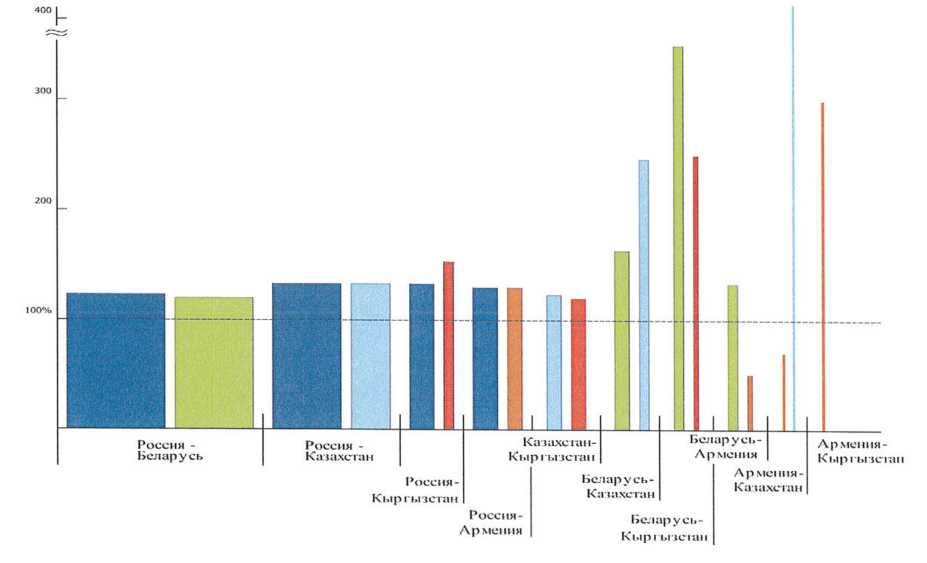 400
300
200
100%
Россия -
Беларусь
Россия -
Казахстан
Россия-
Кыргызстан
Россия-
Армения
Казахстан-
Кыргызстан
Беларусь-
Казахстан
Беларусь-
Кыргызстан
Беларусь-
Армения
Армения-
Казахстан
Армения-
Кыргызстан